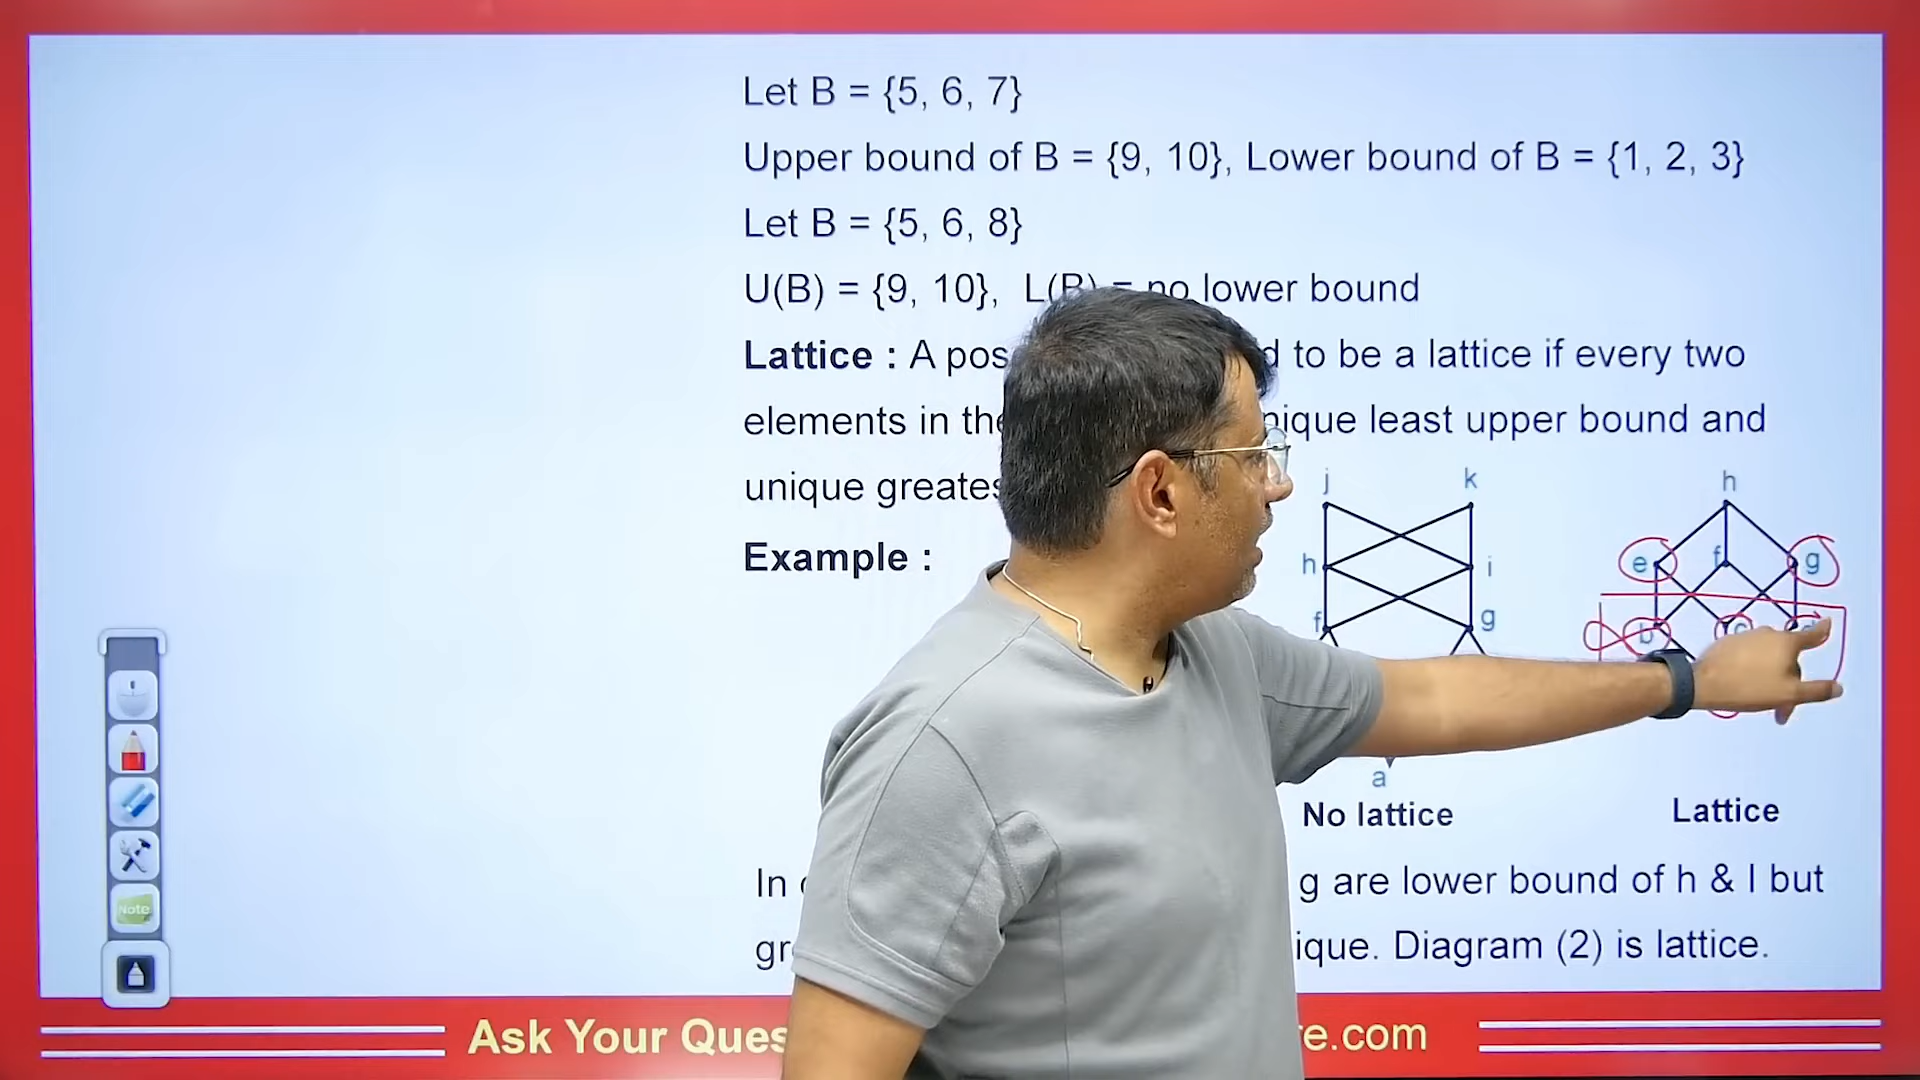 Let B = {5, 6, 7}
Upper bound of B = {9, 10}, Lower bound of B = {1, 2, 3}
Let B = {5, 6, 8}
U(B) = {9, 10}, L(B) = no lower bound
Lattice : A pos d to be a lattice if every two
elements in the nique least upper bound and
unique greates
Example :
j k h
h i e f g
f g b c d
a
No lattice Lattice
In g are lower bound of h & I but
gr ique. Diagram (2) is lattice.
Note
Ask Your Ques e.com